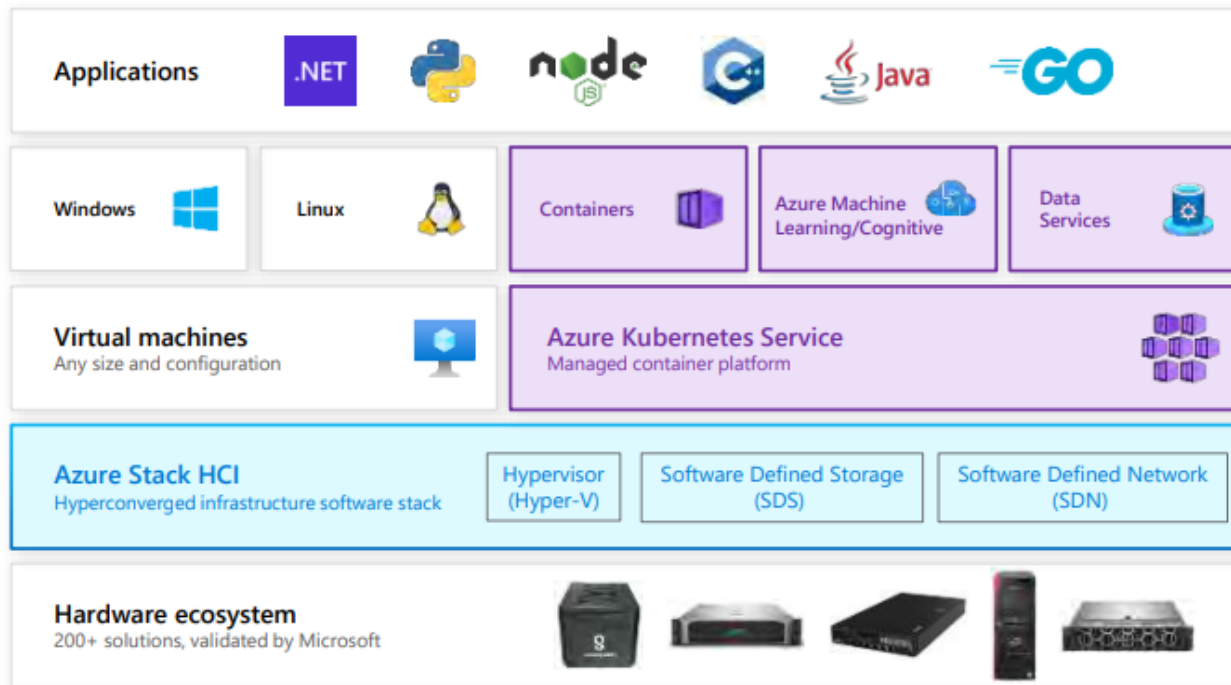 Applications
.NET
node
JS
C++
Java
GO
Windows
Linux
Containers
Azure Machine
Learning/Cognitive
Data
Services
Virtual machines
Any size and configuration
Azure Kubernetes Service
Managed container platform
Azure Stack HCI
Hyperconverged infrastructure software stack
Hypervisor
(Hyper-V)
Software Defined Storage
(SDS)
Software Defined Network
(SDN)
Hardware ecosystem
200+ solutions, validated by Microsoft